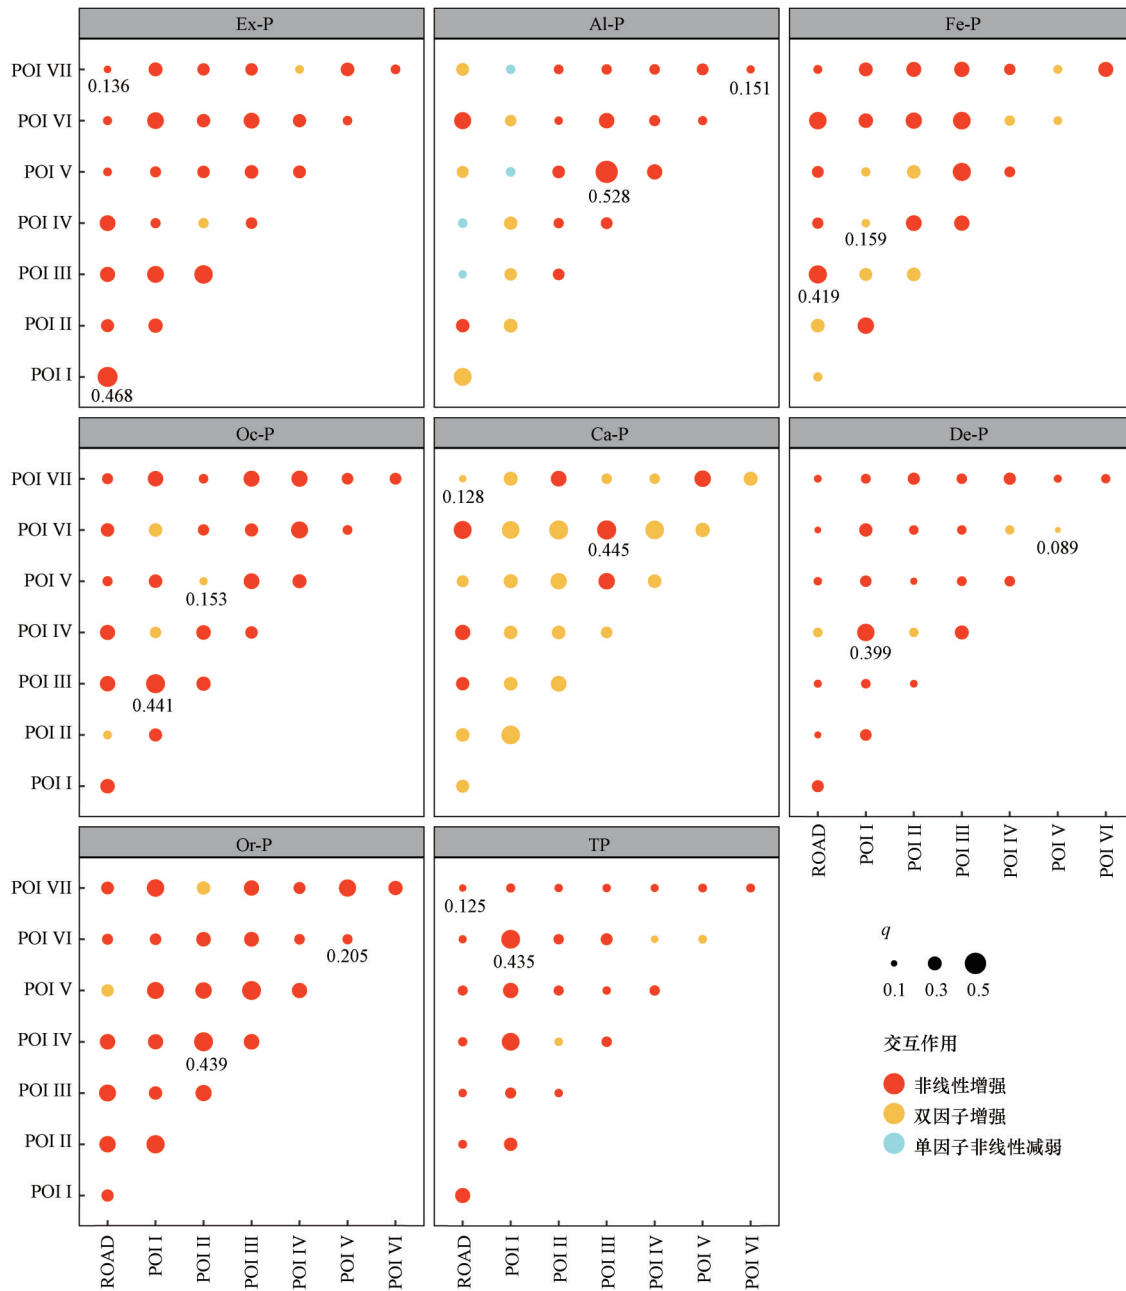 Ex-P Al-P Fe-P
POI VII
0.136 0.151
POI VI
POI V
0.528
POI IV
0.159
POI III
0.419
POI II
POI I
0.468
Oc-P Ca-P De-P
POI VII
0.128
POI VI
0.445 0.089
POI V
0.153
POI IV
0.399
POI III
0.441
POI II
POI I
ROAD POI I POI II POI III POI IV POI V POI VI
Or-P TP
POI VII
0.125
POI VI
0.205 0.435
POI V
POI IV
0.439
POI III
POI II
POI I
ROAD POI I POI II POI III POI IV POI V POI VI ROAD POI I POI II POI III POI IV POI V POI VI
q
0.1 0.3 0.5
交互作用
非线性增强
双因子增强
单因子非线性减弱